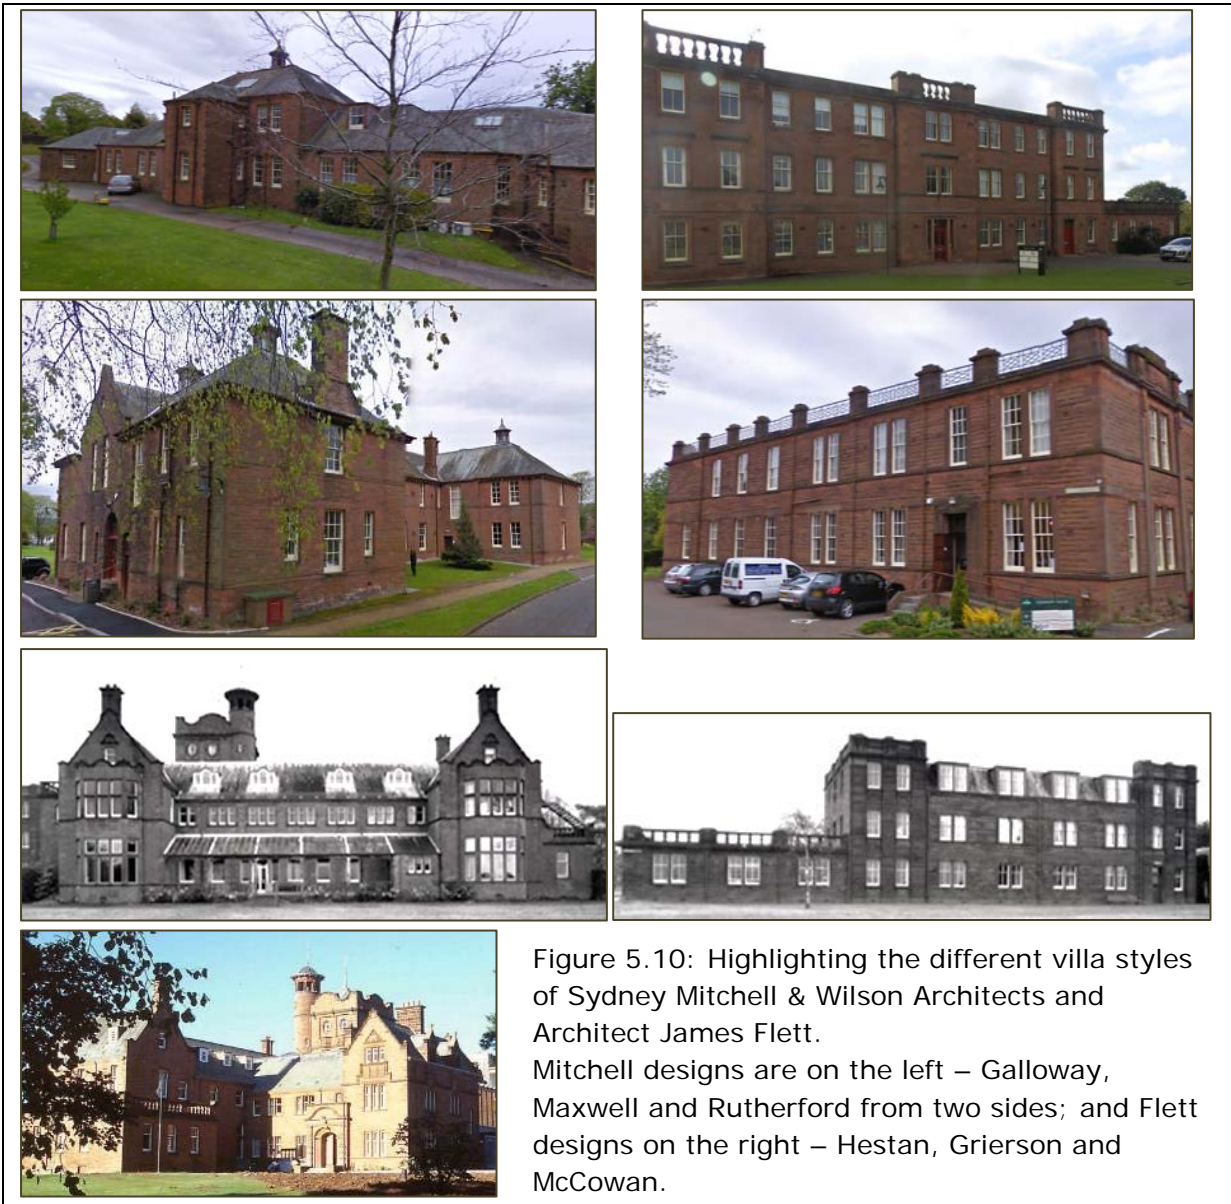 Figure 5.10: Highlighting the different villa styles
of Sydney Mitchell & Wilson Architects and
Architect James Flett.
Mitchell designs are on the left – Galloway,
Maxwell and Rutherford from two sides; and Flett
designs on the right – Hestan, Grierson and
McCowan.